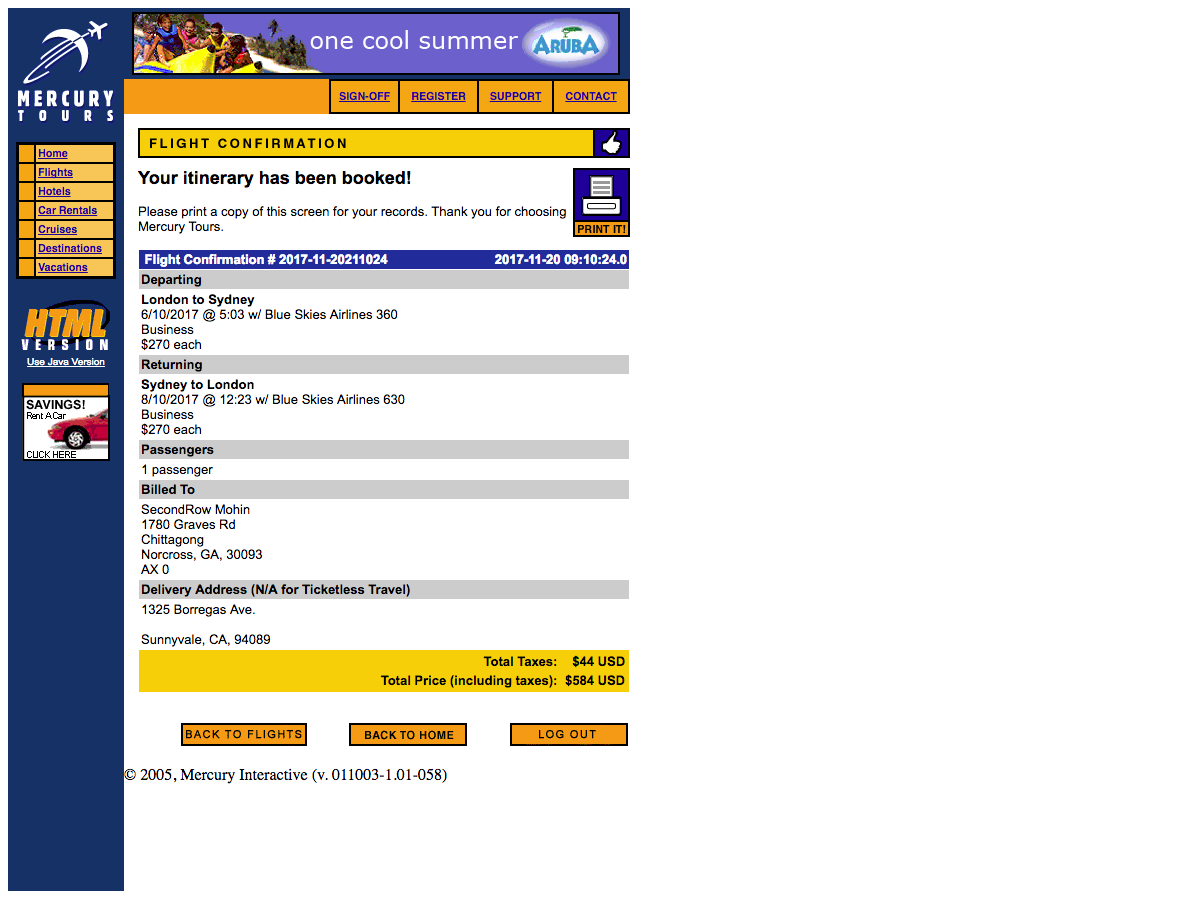 one cool summer ARUBA
MERCURY
TOURS
SIGN-OFF REGISTER SUPPORT CONTACT
Home
Flights
Hotels
Car Rentals
Cruises
Destinations
Vacations
HTML
VERSION
Use Java Version
SAVINGS!
Rent A Car
CLICK HERE
FLIGHT CONFIRMATION
Your itinerary has been booked!
Please print a copy of this screen for your records. Thank you for choosing
Mercury Tours.
PRINT IT!
Flight Confirmation # 2017-11-20211024 2017-11-20 09:10:24.0
Departing
London to Sydney
6/10/2017 @ 5:03 w/ Blue Skies Airlines 360
Business
$270 each
Returning
Sydney to London
8/10/2017 @ 12:23 w/ Blue Skies Airlines 630
Business
$270 each
Passengers
1 passenger
Billed To
SecondRow Mohin
1780 Graves Rd
Chittagong
Norcross, GA, 30093
AX 0
Delivery Address (N/A for Ticketless Travel)
1325 Borregas Ave.
Sunnyvale, CA, 94089
Total Taxes: $44 USD
Total Price (including taxes): $584 USD
BACK TO FLIGHTS BACK TO HOME LOG OUT
© 2005, Mercury Interactive (v. 011003-1.01-058)